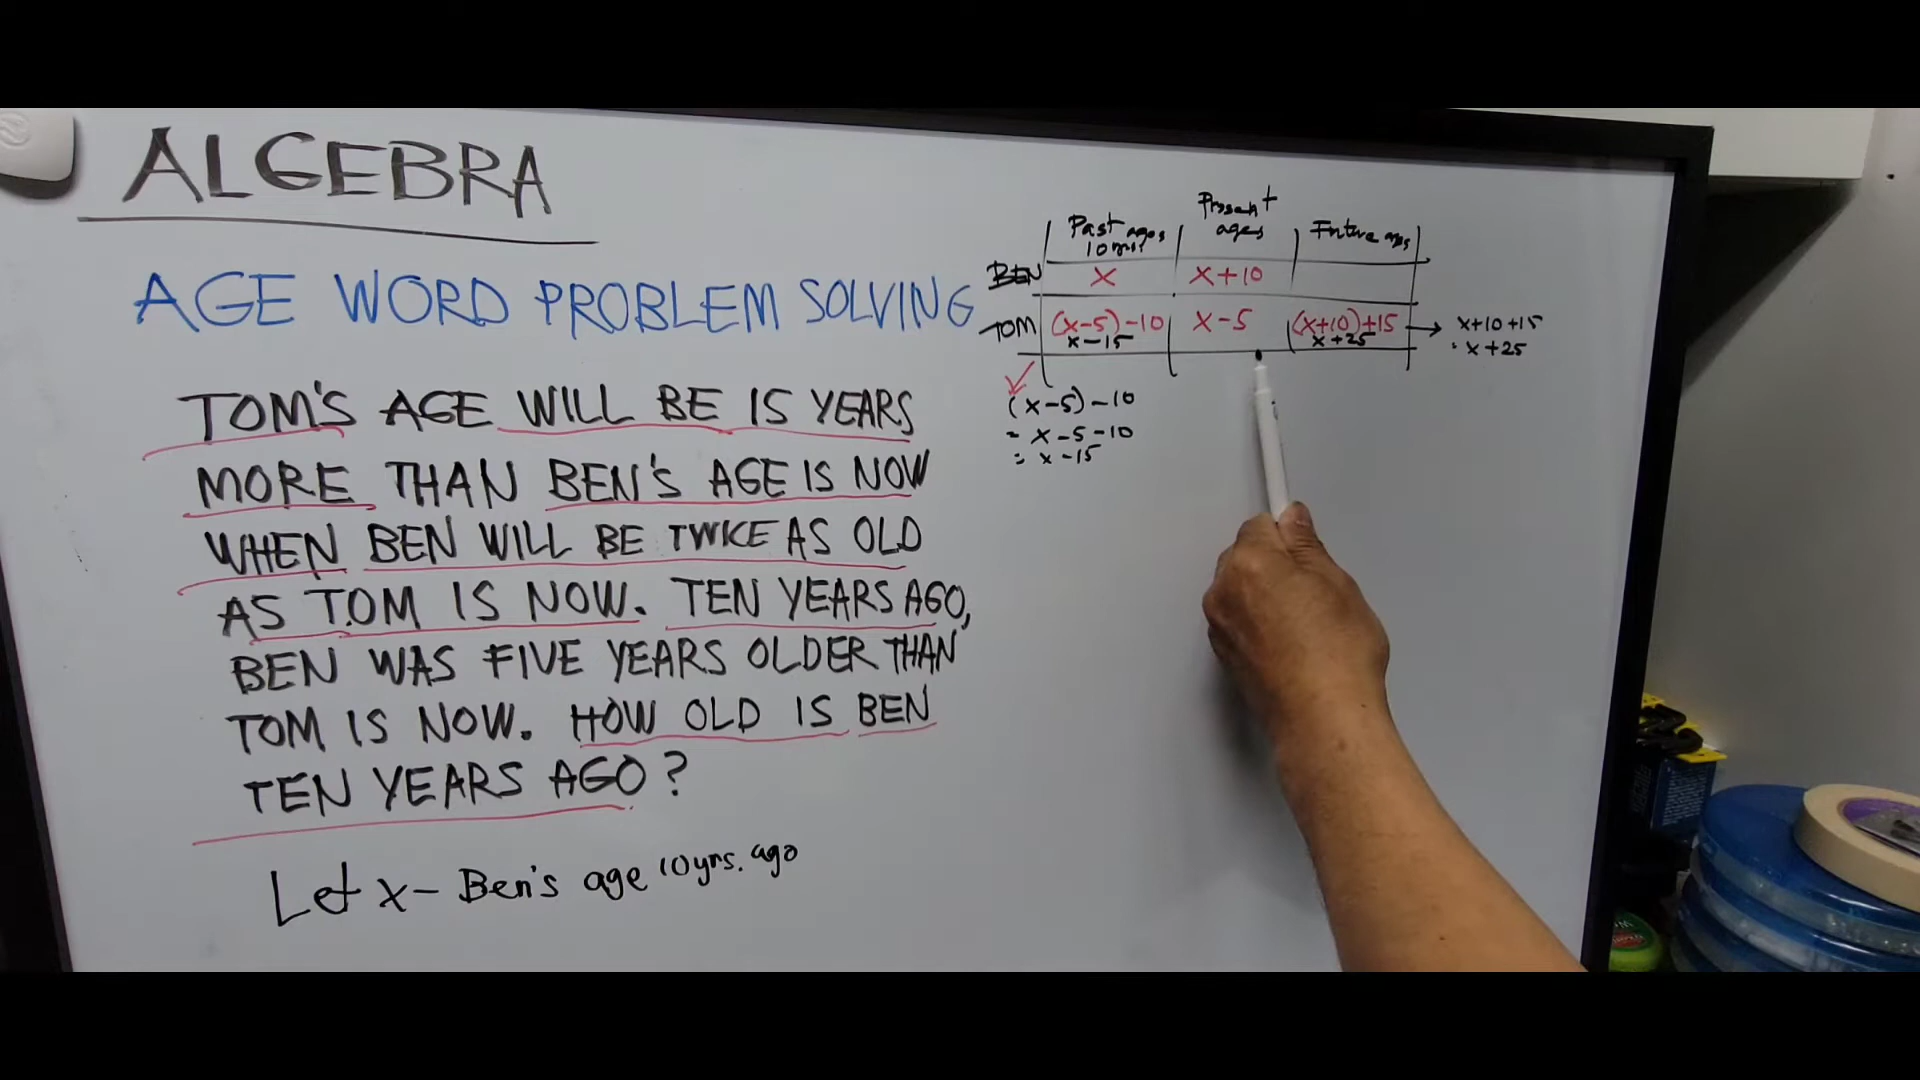 ALGEBRA
AGE WORD PROBLEM SOLVING
TOM'S AGE WILL BE 15 YEARS
MORE THAN BEN'S AGE IS NOW
WHEN BEN WILL BE TWICE AS OLD
AS TOM IS NOW. TEN YEARS AGO,
BEN WAS FIVE YEARS OLDER THAN
TOM IS NOW. HOW OLD IS BEN
TEN YEARS AGO?
Let x - Ben's age 10 yrs. ago
Past ages Present Future ages
10 yrs. ages
BEN x x+10
TOM (x-5)-10 x-5 (x+10)+15 → x+10+15
x-15 x+25 = x+25
(x-5)-10
= x-5-10
= x-15